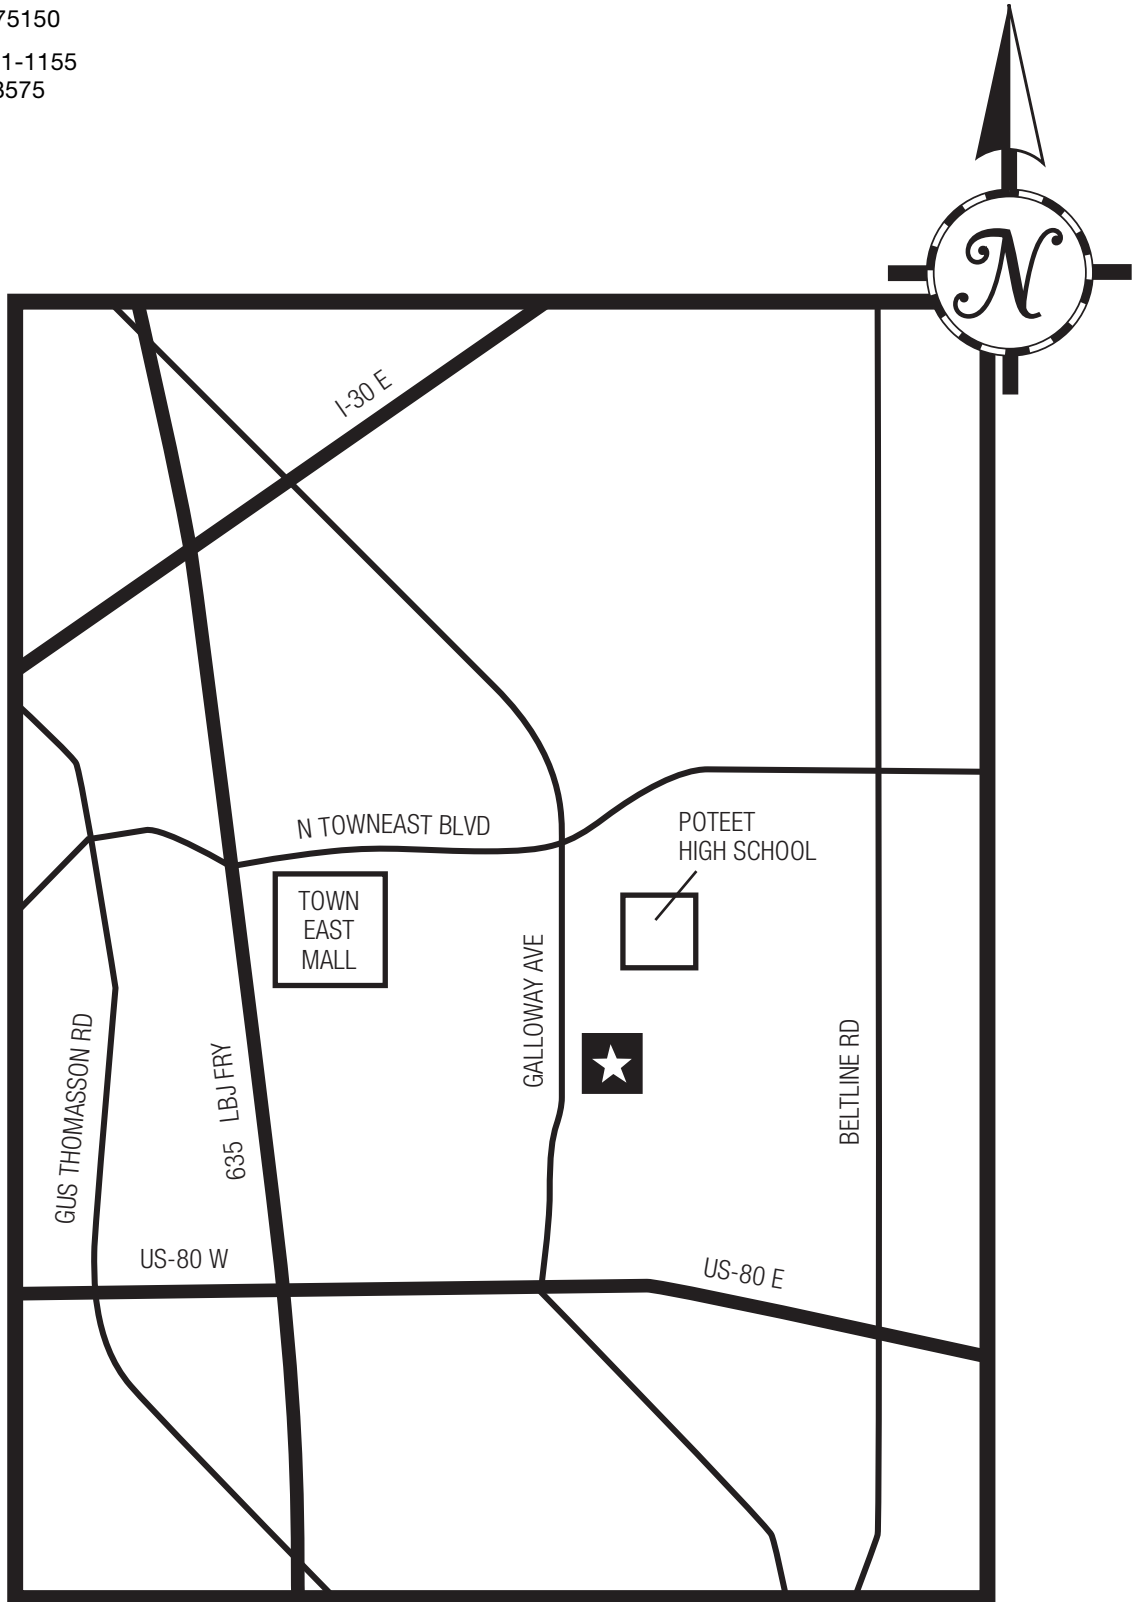 75150
1-1155
3575
N
I-30 E
N TOWNEAST BLVD
POTEET
HIGH SCHOOL
TOWN
EAST
MALL
GALLOWAY AVE
GUS THOMASSON RD
635 LBJ FRY
BELTLINE RD
US-80 W
US-80 E